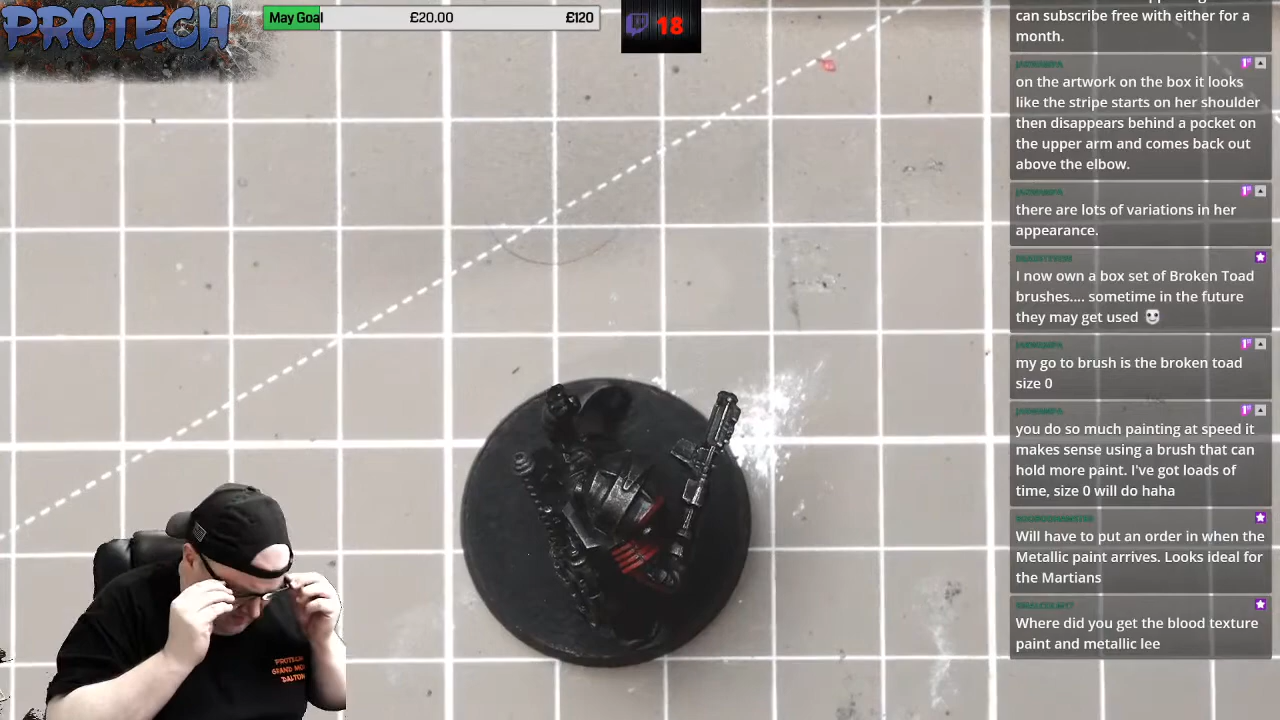 PROTECH
May Goal £20.00 £120
18
can subscribe free with either for a
month.
on the artwork on the box it looks
like the stripe starts on her shoulder
then disappears behind a pocket on
the upper arm and comes back out
above the elbow.
there are lots of variations in her
appearance.
I now own a box set of Broken Toad
brushes.... sometime in the future
they may get used
my go to brush is the broken toad
size 0
you do so much painting at speed it
makes sense using a brush that can
hold more paint. I've got loads of
time, size 0 will do haha
Will have to put an order in when the
Metallic paint arrives. Looks ideal for
the Martians
Where did you get the blood texture
paint and metallic lee
PROTECH
GRAND MO
DALTON